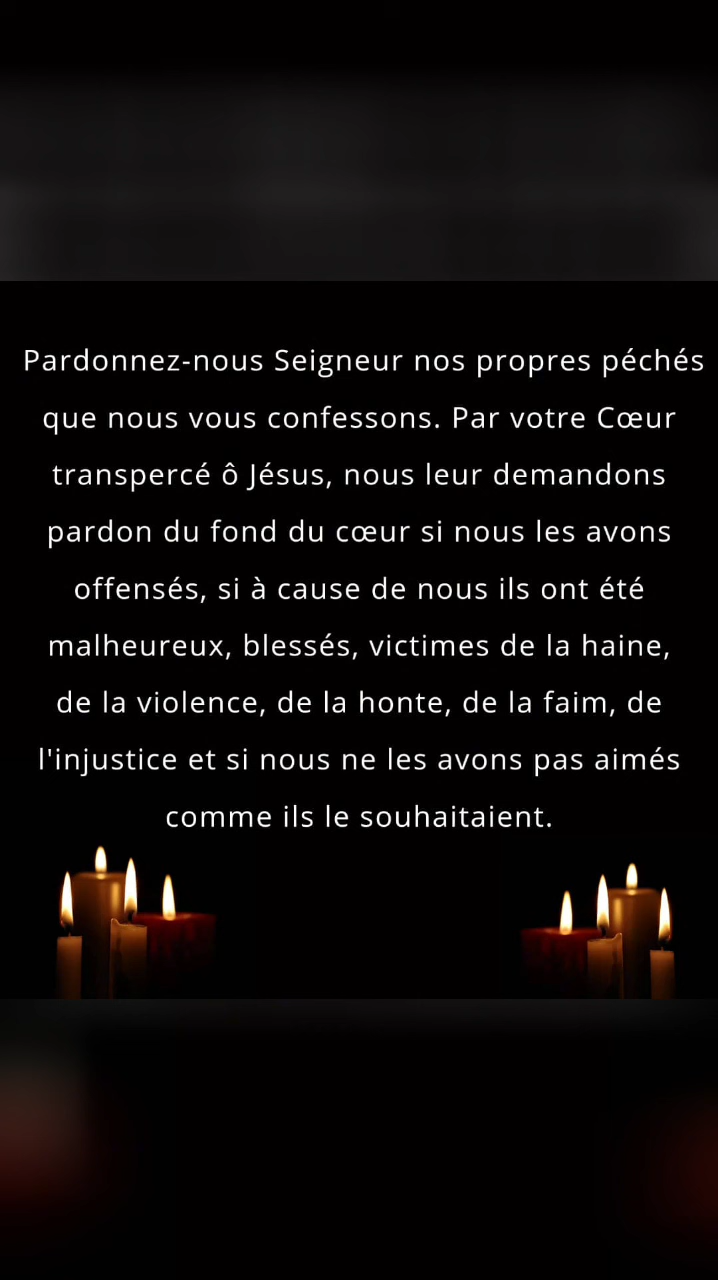 Pardonnez-nous Seigneur nos propres péchés
que nous vous confessons. Par votre Cœur
transpercé ô Jésus, nous leur demandons
pardon du fond du cœur si nous les avons
offensés, si à cause de nous ils ont été
malheureux, blessés, victimes de la haine,
de la violence, de la honte, de la faim, de
l'injustice et si nous ne les avons pas aimés
comme ils le souhaitaient.